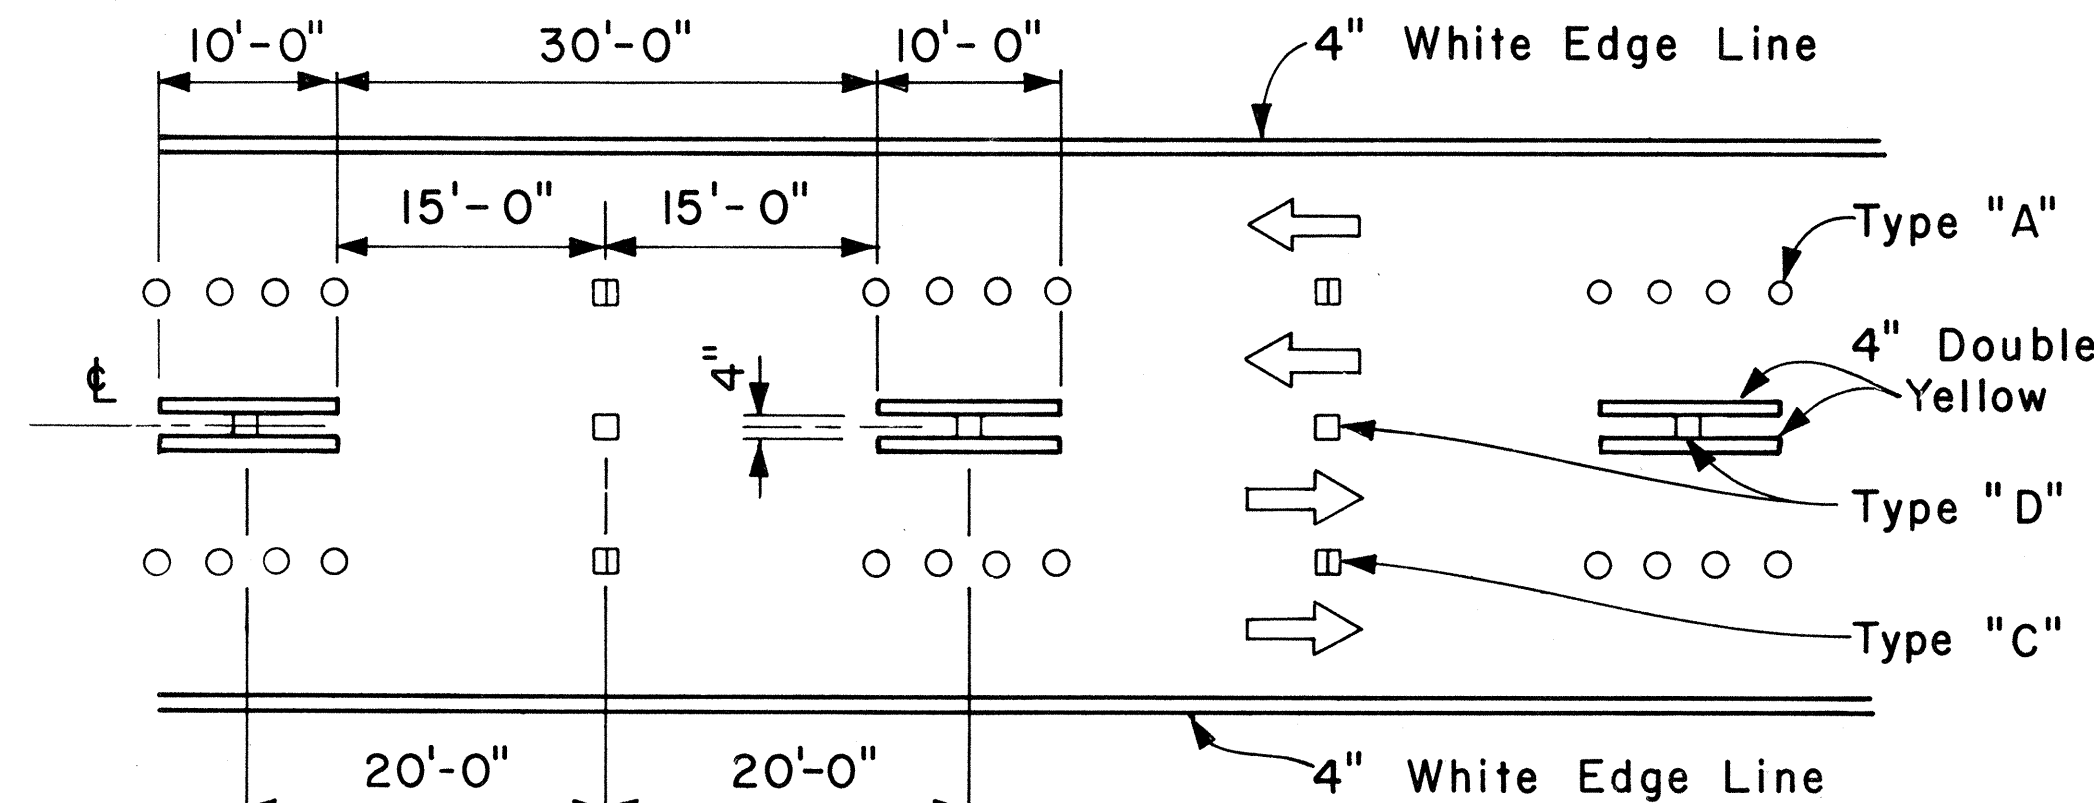 10'-0" 30'-0" 10'-0" 4" White Edge Line
15'-0" 15'-0"
Type "A"
4" Double
Yellow
℄
4"
Type "D"
Type "C"
20'-0" 20'-0" 4" White Edge Line